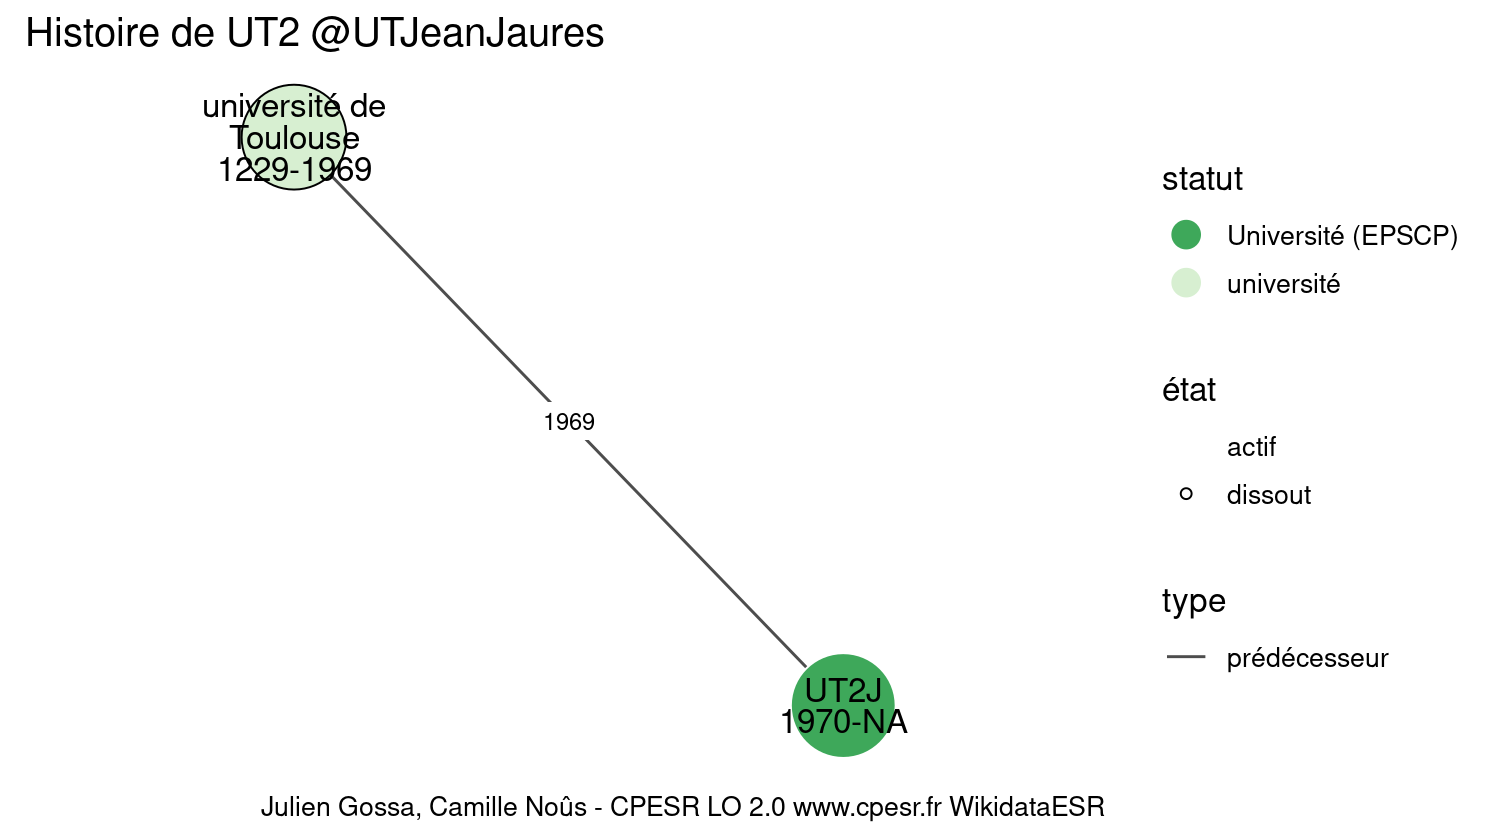 Histoire de UT2 @UTJeanJaures
université de
Toulouse
1229-1969
1969
UT2J
1970-NA
statut
Université (EPSCP)
université
état
actif
dissout
type
prédécesseur
Julien Gossa, Camille Noûs - CPESR LO 2.0 www.cpesr.fr WikidataESR